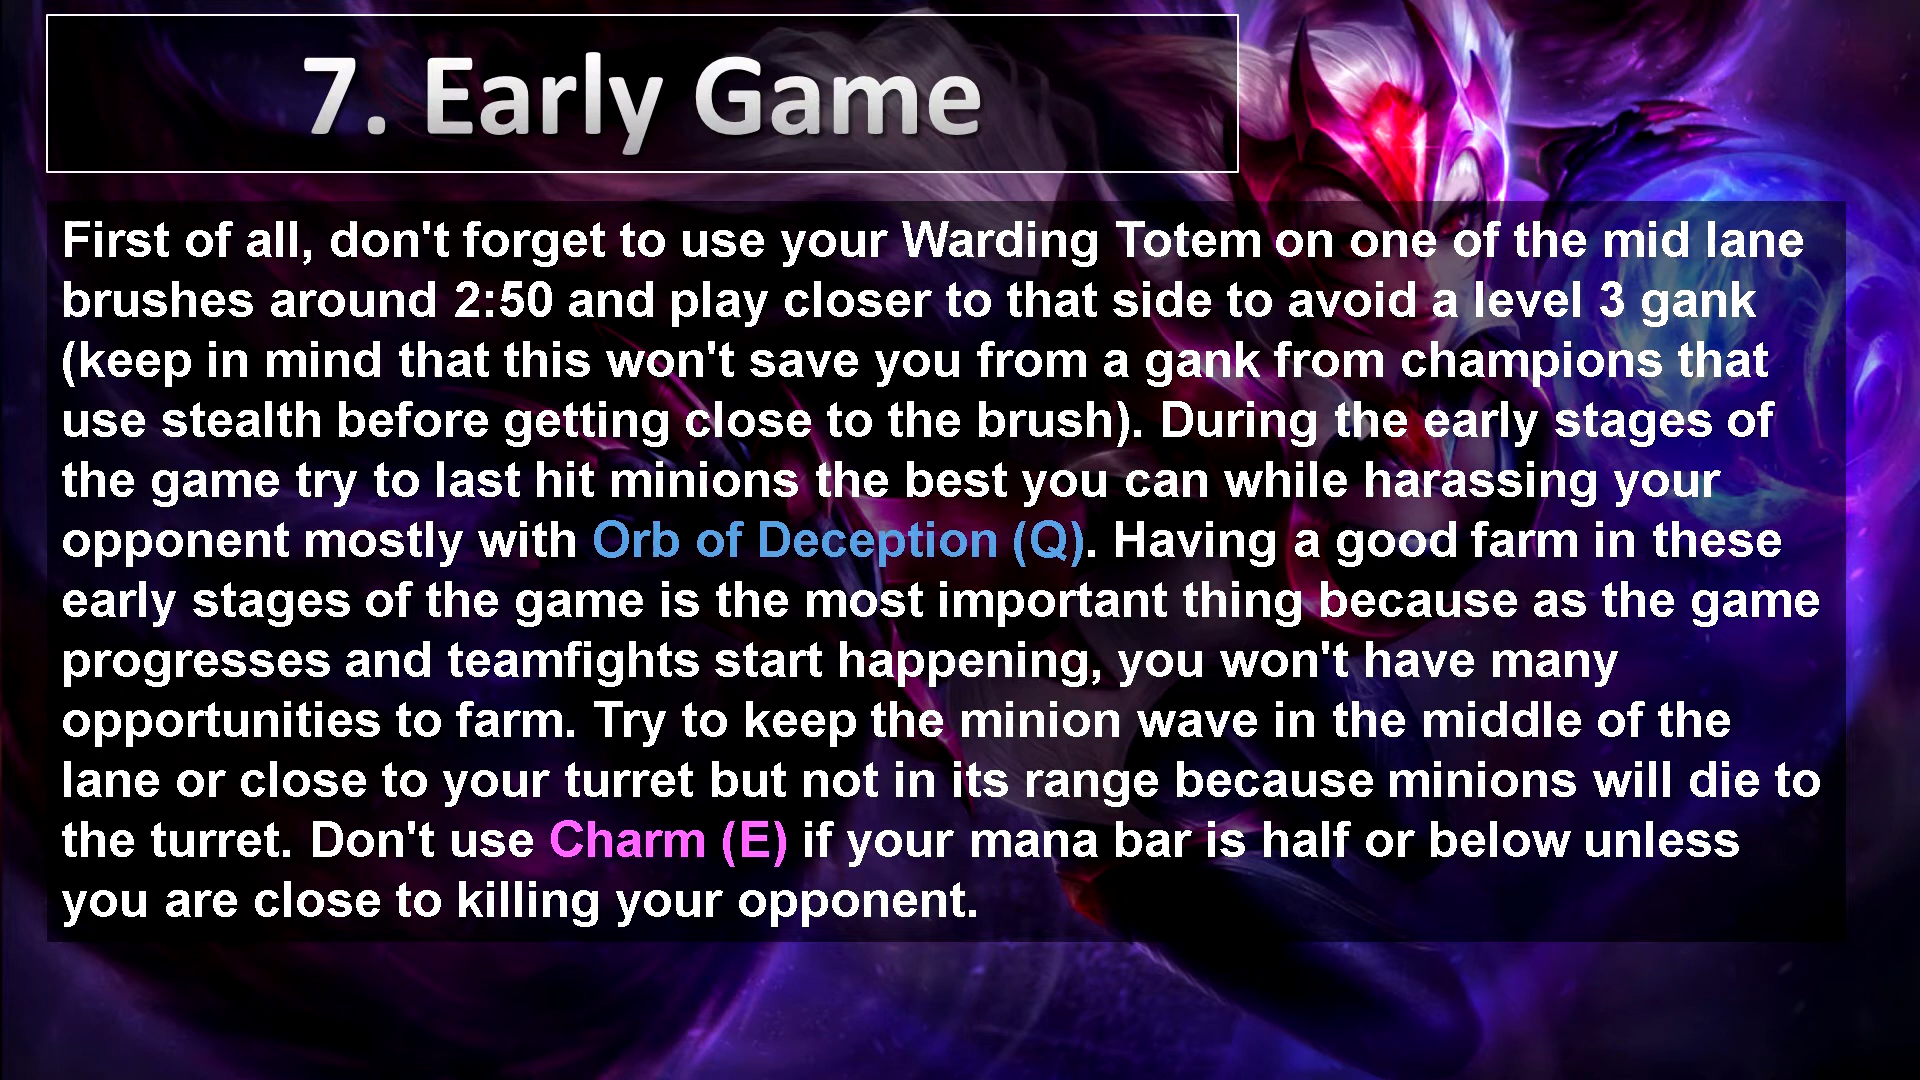 7. Early Game
First of all, don't forget to use your Warding Totem on one of the mid lane
brushes around 2:50 and play closer to that side to avoid a level 3 gank
(keep in mind that this won't save you from a gank from champions that
use stealth before getting close to the brush). During the early stages of
the game try to last hit minions the best you can while harassing your
opponent mostly with Orb of Deception (Q). Having a good farm in these
early stages of the game is the most important thing because as the game
progresses and teamfights start happening, you won't have many
opportunities to farm. Try to keep the minion wave in the middle of the
lane or close to your turret but not in its range because minions will die to
the turret. Don't use Charm (E) if your mana bar is half or below unless
you are close to killing your opponent.